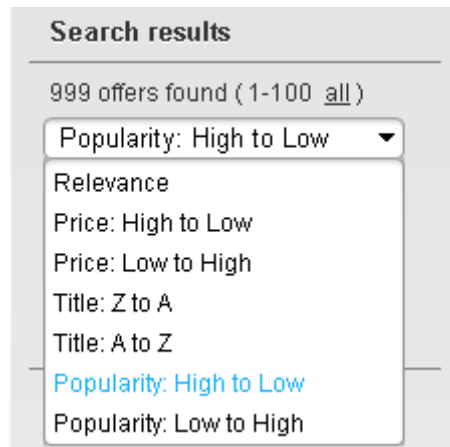 Search results
999 offers found ( 1-100 all )
Popularity: High to Low
Relevance
Price: High to Low
Price: Low to High
Title: Z to A
Title: A to Z
Popularity: High to Low
Popularity: Low to High